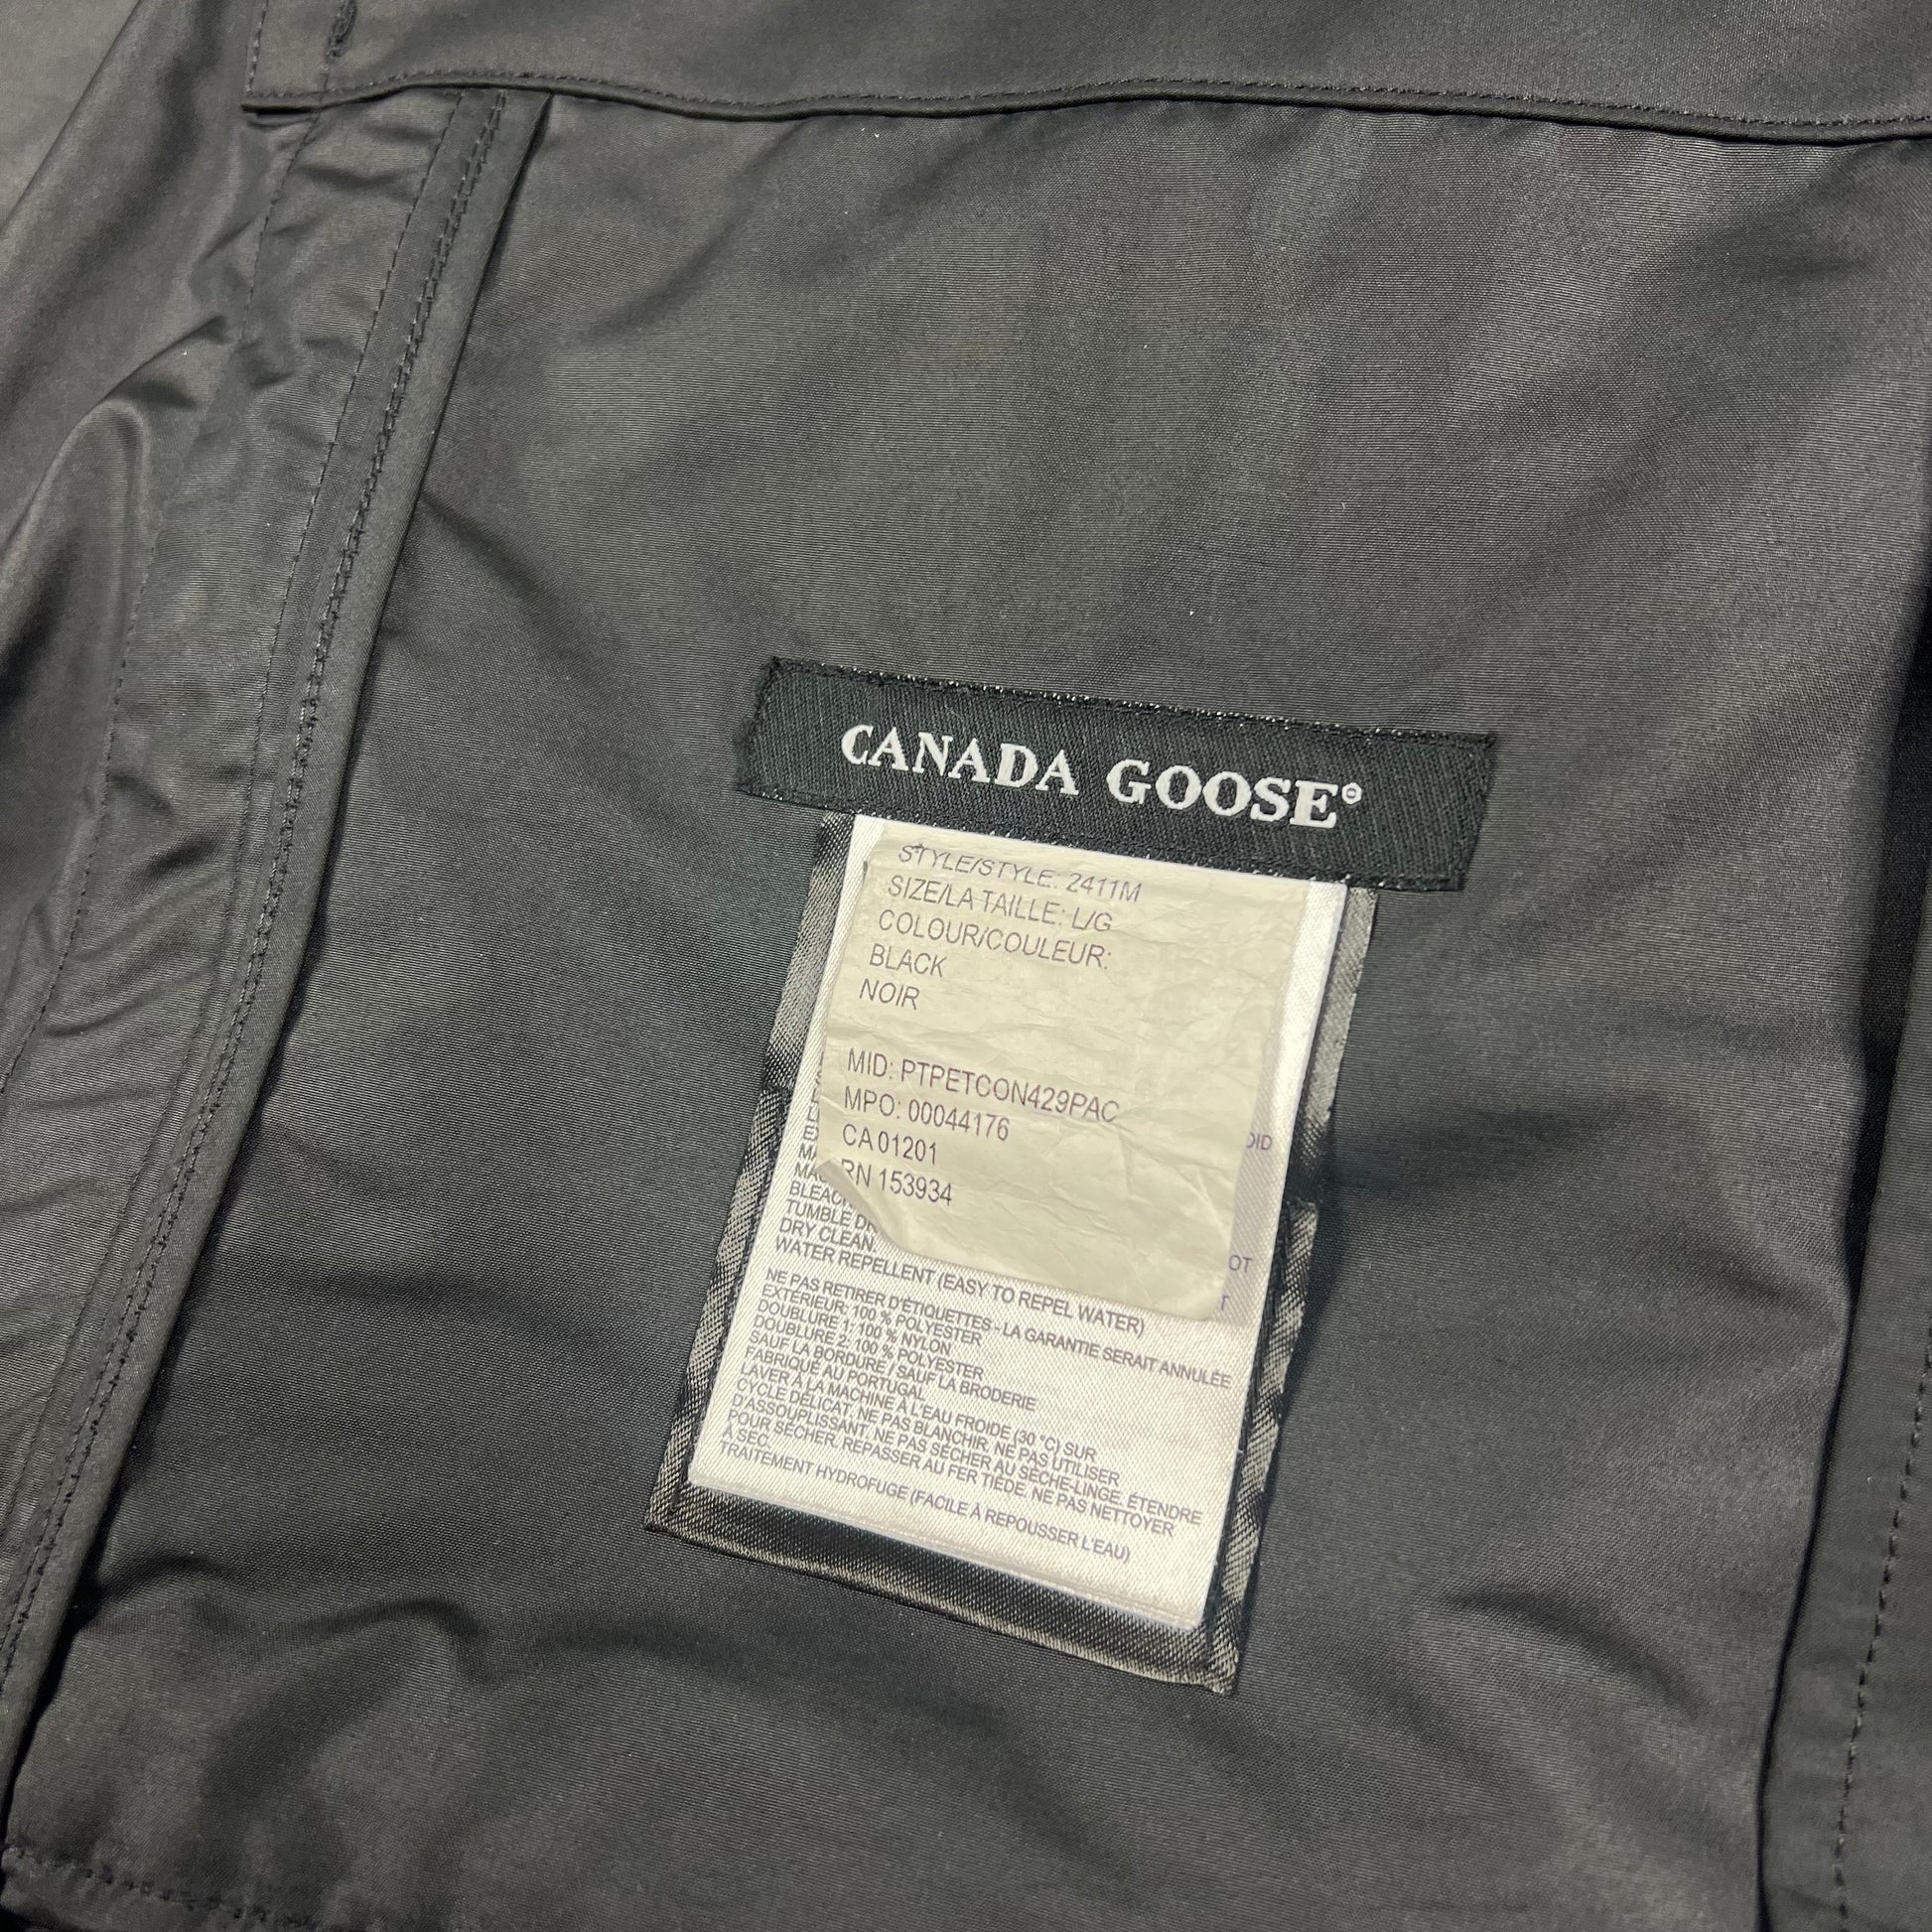 CANADA GOOSE®
STYLE/STYLE: 2411M
SIZE/LA TAILLE: L/G
COLOUR/COULEUR:
BLACK
NOIR
MID: PTPETCON429PAC
MPO: 00044176
CA 01201
RN 153934
TUMBLE
DRY CLEAN
WATER REPELLENT (EASY TO REPEL WATER)
NE PAS RETIRER D'ÉTIQUETTES - LA GARANTIE SERAIT ANNULÉE
EXTÉRIEUR: 100 % POLYESTER
DOUBLURE 1: 100 % NYLON
DOUBLURE 2: 100 % POLYESTER
SAUF LA BORDURE / SAUF LA BRODERIE
FABRIQUÉ AU PORTUGAL
LAVER À LA MACHINE À L'EAU FROIDE (30 °C) SUR
CYCLE DÉLICAT. NE PAS BLANCHIR. NE PAS UTILISER
D'ASSOUPLISSANT. NE PAS SÉCHER AU SÈCHE-LINGE. ÉTENDRE
POUR SÉCHER. REPASSER AU FER TIÈDE. NE PAS NETTOYER
À SEC.
TRAITEMENT HYDROFUGE (FACILE À REPOUSSER L'EAU)